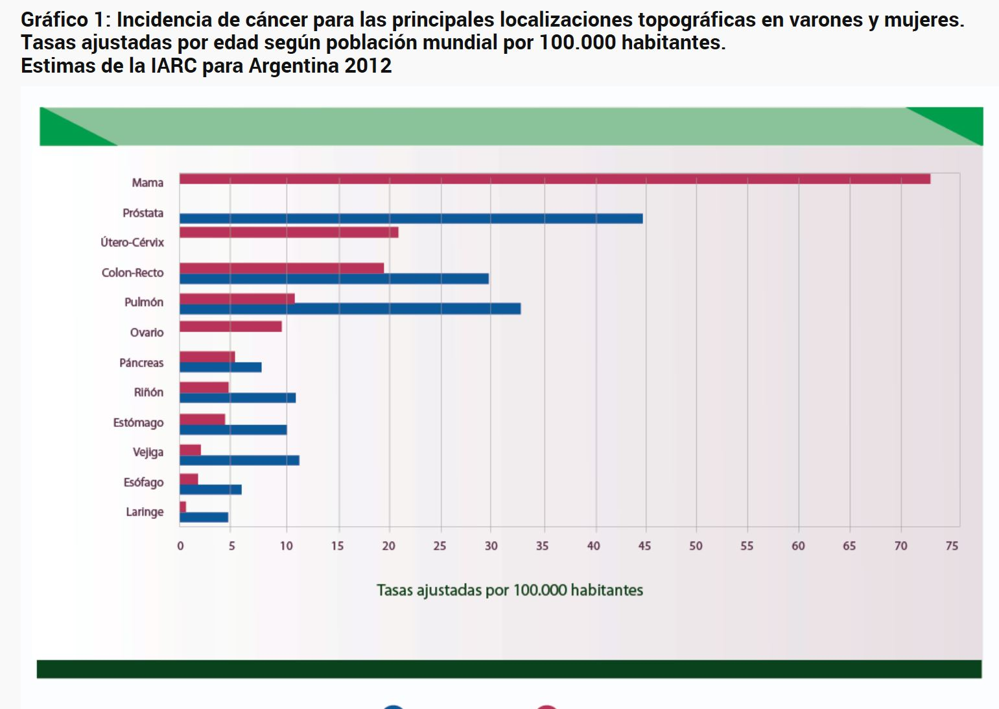 Gráfico 1: Incidencia de cáncer para las principales localizaciones topográficas en varones y mujeres.
Tasas ajustadas por edad según población mundial por 100.000 habitantes.
Estimas de la IARC para Argentina 2012
Mama
Próstata
Útero-Cérvix
Colon-Recto
Pulmón
Ovario
Páncreas
Riñón
Estómago
Vejiga
Esófago
Laringe
0 5 10 15 20 25 30 35 40 45 50 55 60 65 70 75
Tasas ajustadas por 100.000 habitantes